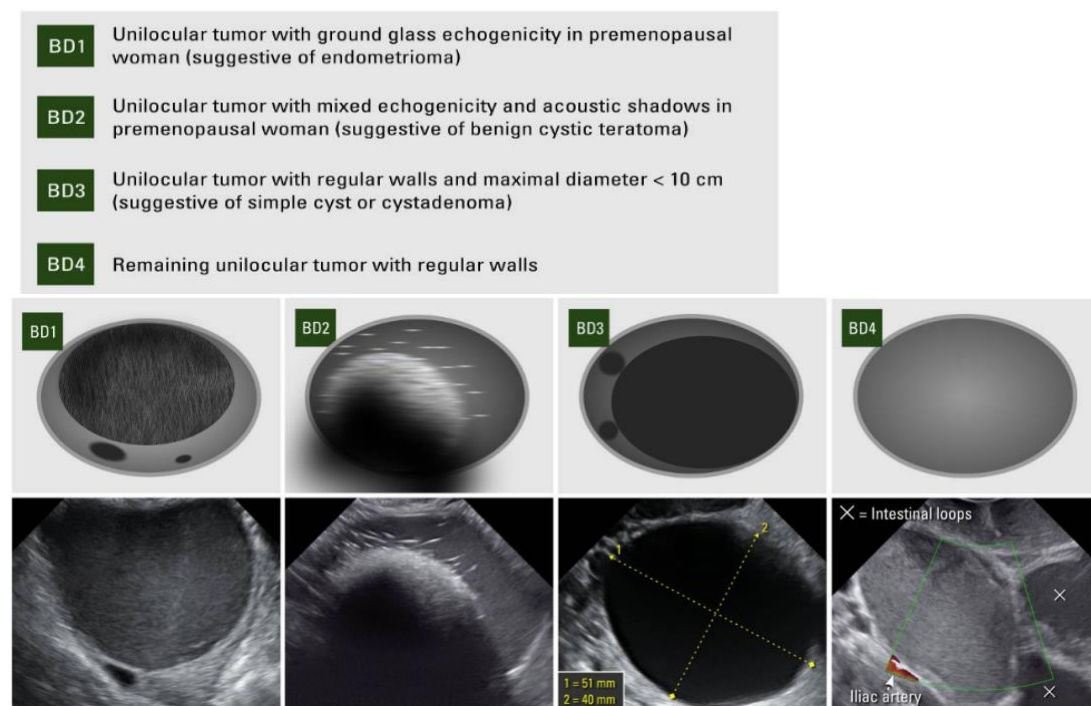 BD1
Unilocular tumor with ground glass echogenicity in premenopausal
woman (suggestive of endometrioma)
BD2
Unilocular tumor with mixed echogenicity and acoustic shadows in
premenopausal woman (suggestive of benign cystic teratoma)
BD3
Unilocular tumor with regular walls and maximal diameter < 10 cm
(suggestive of simple cyst or cystadenoma)
BD4
Remaining unilocular tumor with regular walls
BD1
BD2
BD3
BD4
1
2
1 = 51 mm
2 = 40 mm
× = Intestinal loops
×
×
Iliac artery